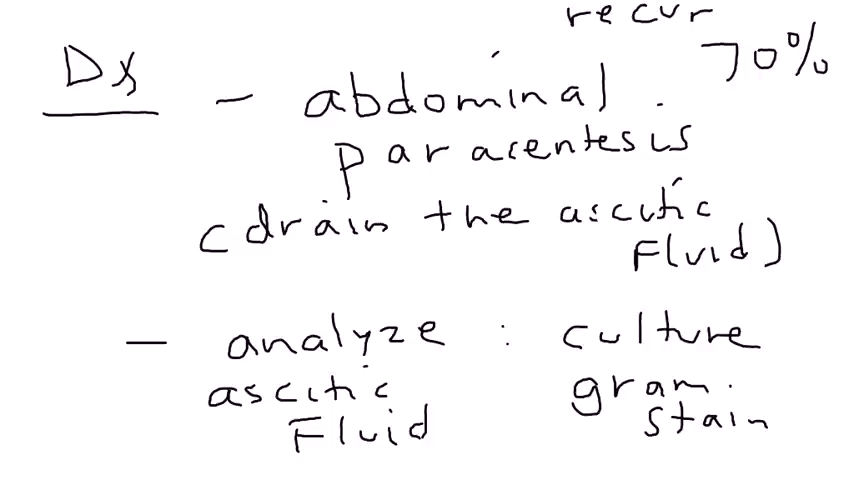 recur
70%
Dx - abdominal
paracentesis
(drain the ascitic
Fluid)
- analyze : culture
ascitic gram
Fluid stain